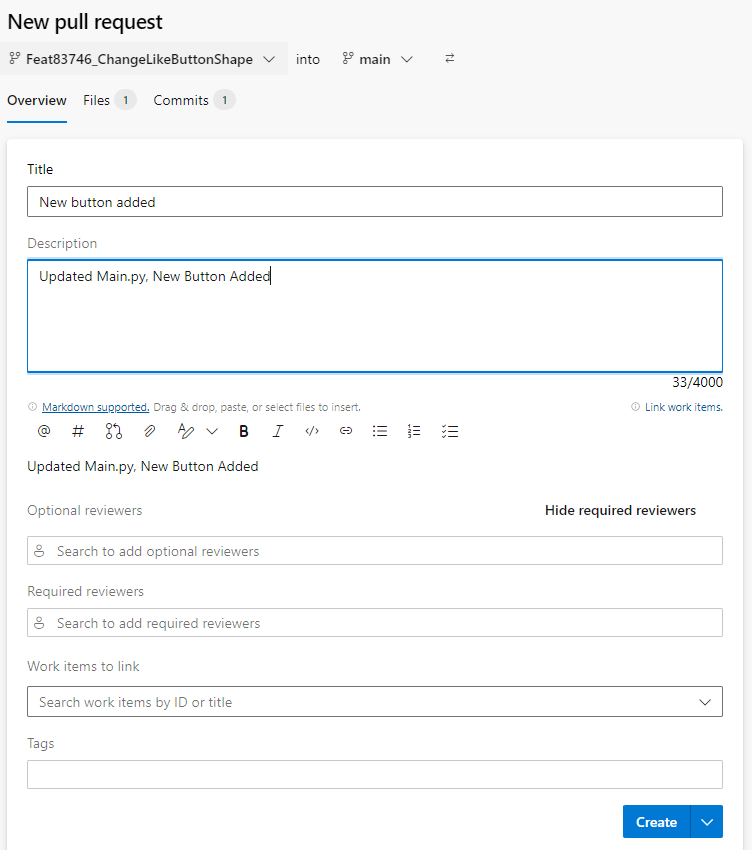 New pull request
Feat83746_ChangeLikeButtonShape into main
Overview Files 1 Commits 1
Title
New button added
Description
Updated Main.py, New Button Added
33/4000
Markdown supported. Drag & drop, paste, or select files to insert. Link work items.
@ # B I </>
Updated Main.py, New Button Added
Optional reviewers Hide required reviewers
Search to add optional reviewers
Required reviewers
Search to add required reviewers
Work items to link
Search work items by ID or title
Tags
Create